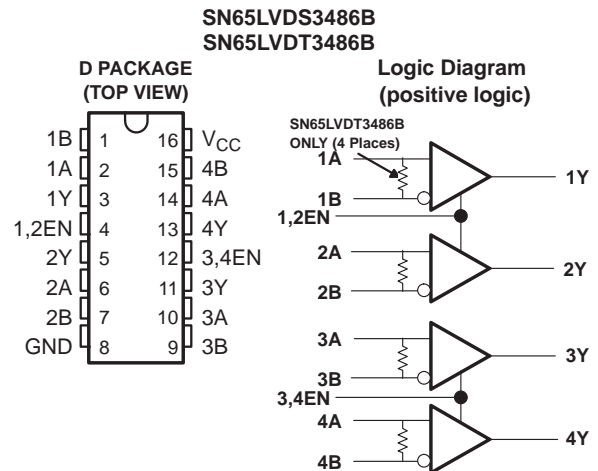 SN65LVDS3486B
SN65LVDT3486B
D PACKAGE
(TOP VIEW)
1B 1 16 VCC
1A 2 15 4B
1Y 3 14 4A
1,2EN 4 13 4Y
2Y 5 12 3,4EN
2A 6 11 3Y
2B 7 10 3A
GND 8 9 3B
Logic Diagram
(positive logic)
SN65LVDT3486B
ONLY (4 Places)
1A
1Y
1B
1,2EN
2A
2Y
2B
3A
3Y
3B
3,4EN
4A
4Y
4B